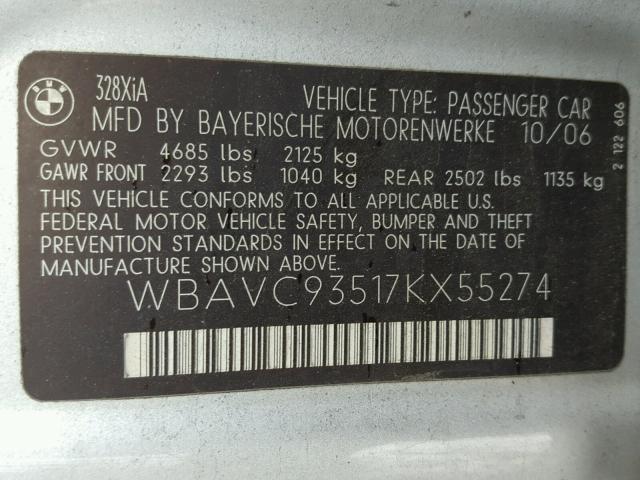 BMW
328XiA
VEHICLE TYPE: PASSENGER CAR
MFD BY BAYERISCHE MOTORENWERKE 10/06
GVWR 4685 lbs 2125 kg
GAWR FRONT 2293 lbs 1040 kg REAR 2502 lbs 1135 kg
THIS VEHICLE CONFORMS TO ALL APPLICABLE U.S.
FEDERAL MOTOR VEHICLE SAFETY, BUMPER AND THEFT
PREVENTION STANDARDS IN EFFECT ON THE DATE OF
MANUFACTURE SHOWN ABOVE.
WBAVC93517KX55274
2 122 606